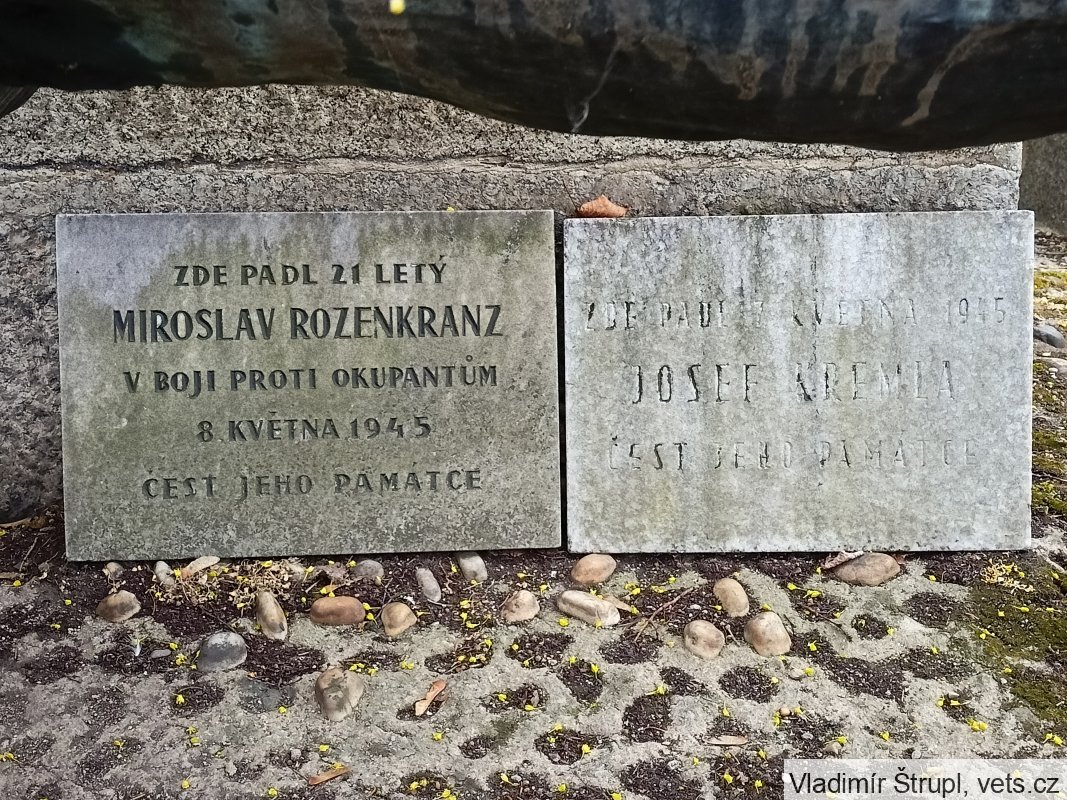 ZDE PADL 21 LETÝ
MIROSLAV ROZENKRANZ
V BOJI PROTI OKUPANTŮM
8. KVĚTNA 1945
ČEST JEHO PAMÁTCE
ZDE PADL 7. KVĚTNA 1945
JOSEF KREMLA
ČEST JEHO PAMÁTCE
Vladimír Štrupl, vets.cz